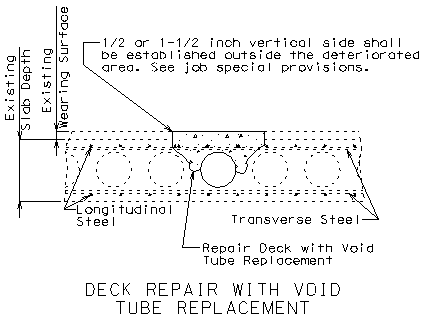 1/2 or 1-1/2 inch vertical side shall
be established outside the deteriorated
area. See job special provisions.
Existing
Slab Depth
Existing
Wearing Surface
Longitudinal
Steel
Transverse Steel
Repair Deck with Void
Tube Replacement
DECK REPAIR WITH VOID
TUBE REPLACEMENT